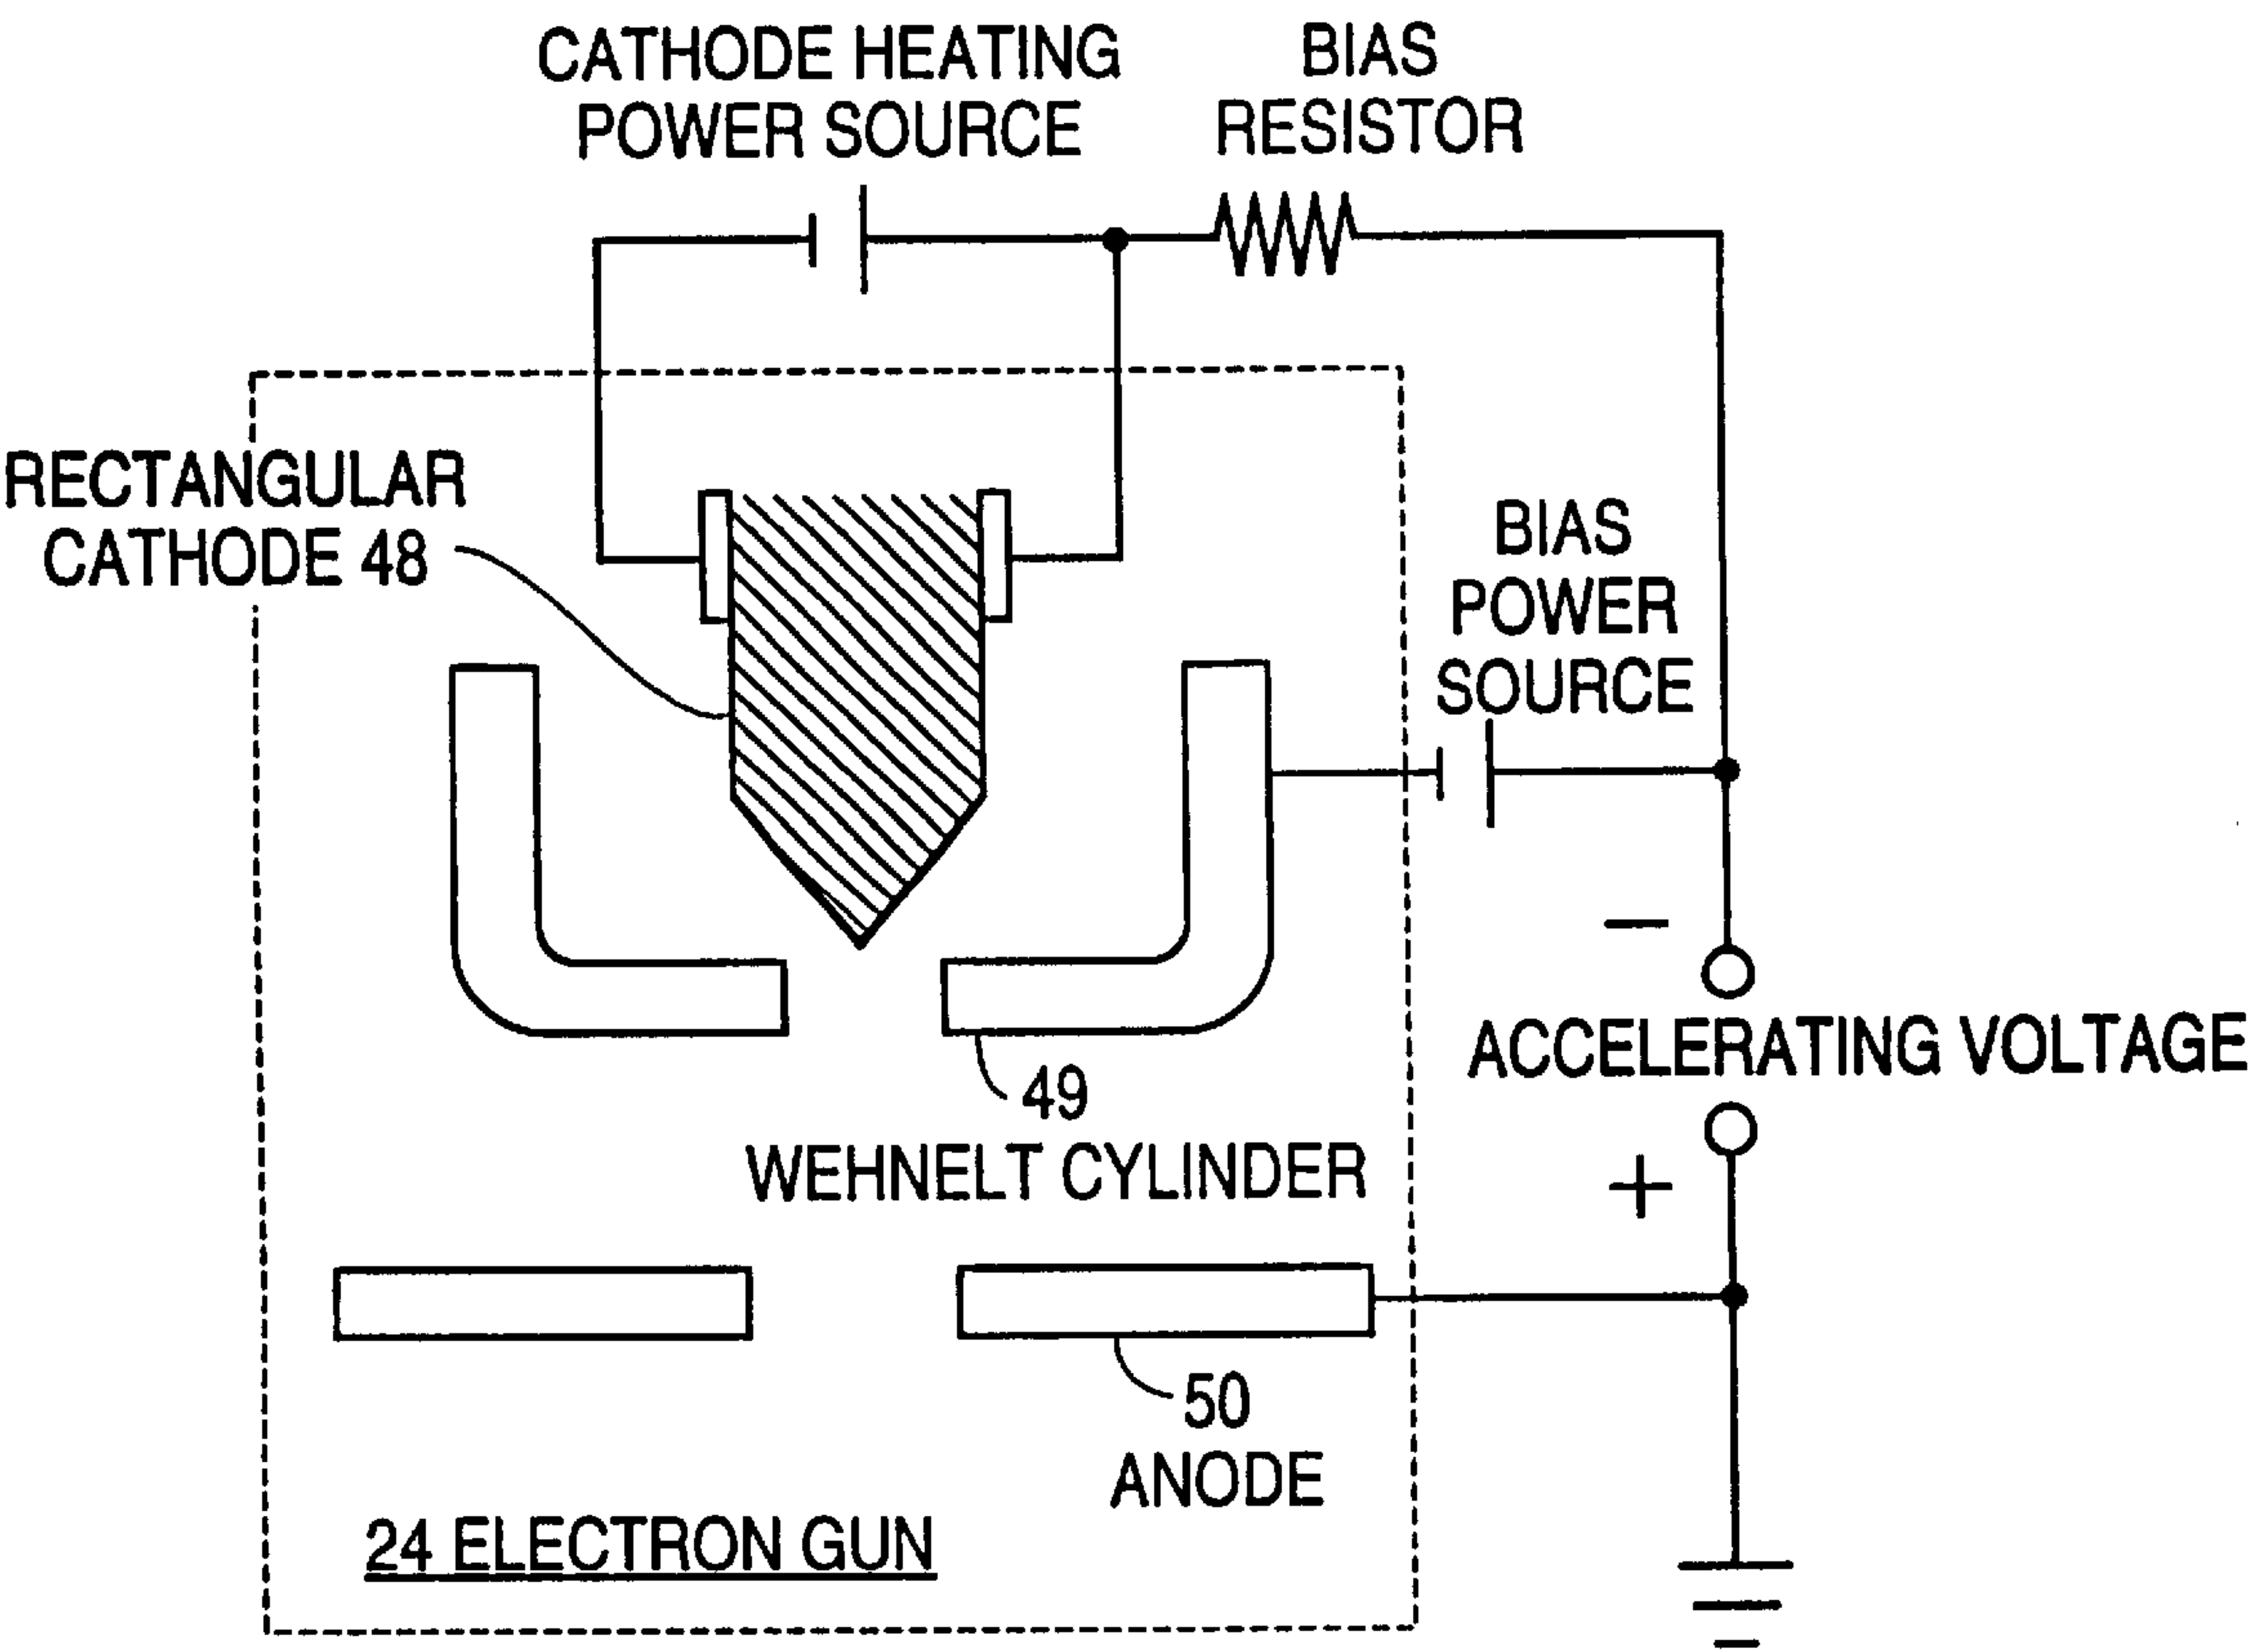 CATHODE HEATING
POWER SOURCE
BIAS
RESISTOR
RECTANGULAR
CATHODE 48
BIAS
POWER
SOURCE
−
ACCELERATING VOLTAGE
+
49
WEHNELT CYLINDER
50
ANODE
24 ELECTRON GUN